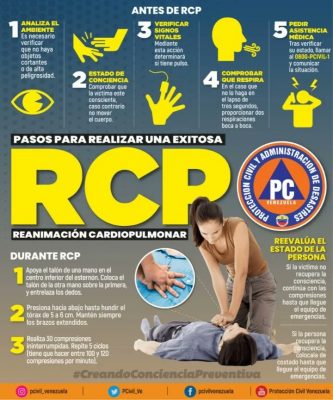 ANTES DE RCP
1 ANALIZA EL
AMBIENTE
Es necesario
verificar que
no haya
objetos
cortantes o
de alta
peligrosidad.
2 ESTADO DE
CONCIENCIA
Comprobar que
la víctima este
consciente,
caso contrario
no mover
el cuerpo.
3 VERIFICAR
SIGNOS
VITALES
Mediante
esta acción
determinará
si tiene pulso.
4 COMPROBAR
QUE RESPIRA
En el caso que
no la haga en
el lapso de
tres segundos,
proporcionar dos
respiraciones
boca a boca.
5 PEDIR
ASISTENCIA
MÉDICA
Tras verificar
su estado, llamar
al 0800-PCIVIL-1
y comunicar
la situación.
PASOS PARA REALIZAR UNA EXITOSA
RCP
REANIMACIÓN CARDIOPULMONAR
PROTECCIÓN CIVIL Y ADMINISTRACIÓN DE DESASTRES
PC
VENEZUELA
DURANTE RCP
1 Apoya el talón de una mano en el
centro inferior del esternón. Coloca el
talón de la otra mano sobre la primera,
y entrelaza los dedos.
2 Presiona hacia abajo hasta hundir el
tórax de 5 a 6 cm. Mantén siempre
los brazos extendidos.
3 Realiza 30 compresiones
ininterrumpidas. Repite 5 ciclos
(tiene que hacer entre 100 y 120
compresiones por minuto).
REEVALÚA EL
ESTADO DE LA
PERSONA
Si la víctima no
recupera la
consciencia,
continúa con las
compresiones
hasta que llegue el
equipo de
emergencias.
Si la persona
recupera la
consciencia,
colócala de
costado hasta
que llegue el
equipo de
emergencias.
#CreandoConcienciaPreventiva
pcivil_venezuela
PCivil_Ve
pcivilvenezuela
Protección Civil Venezuela